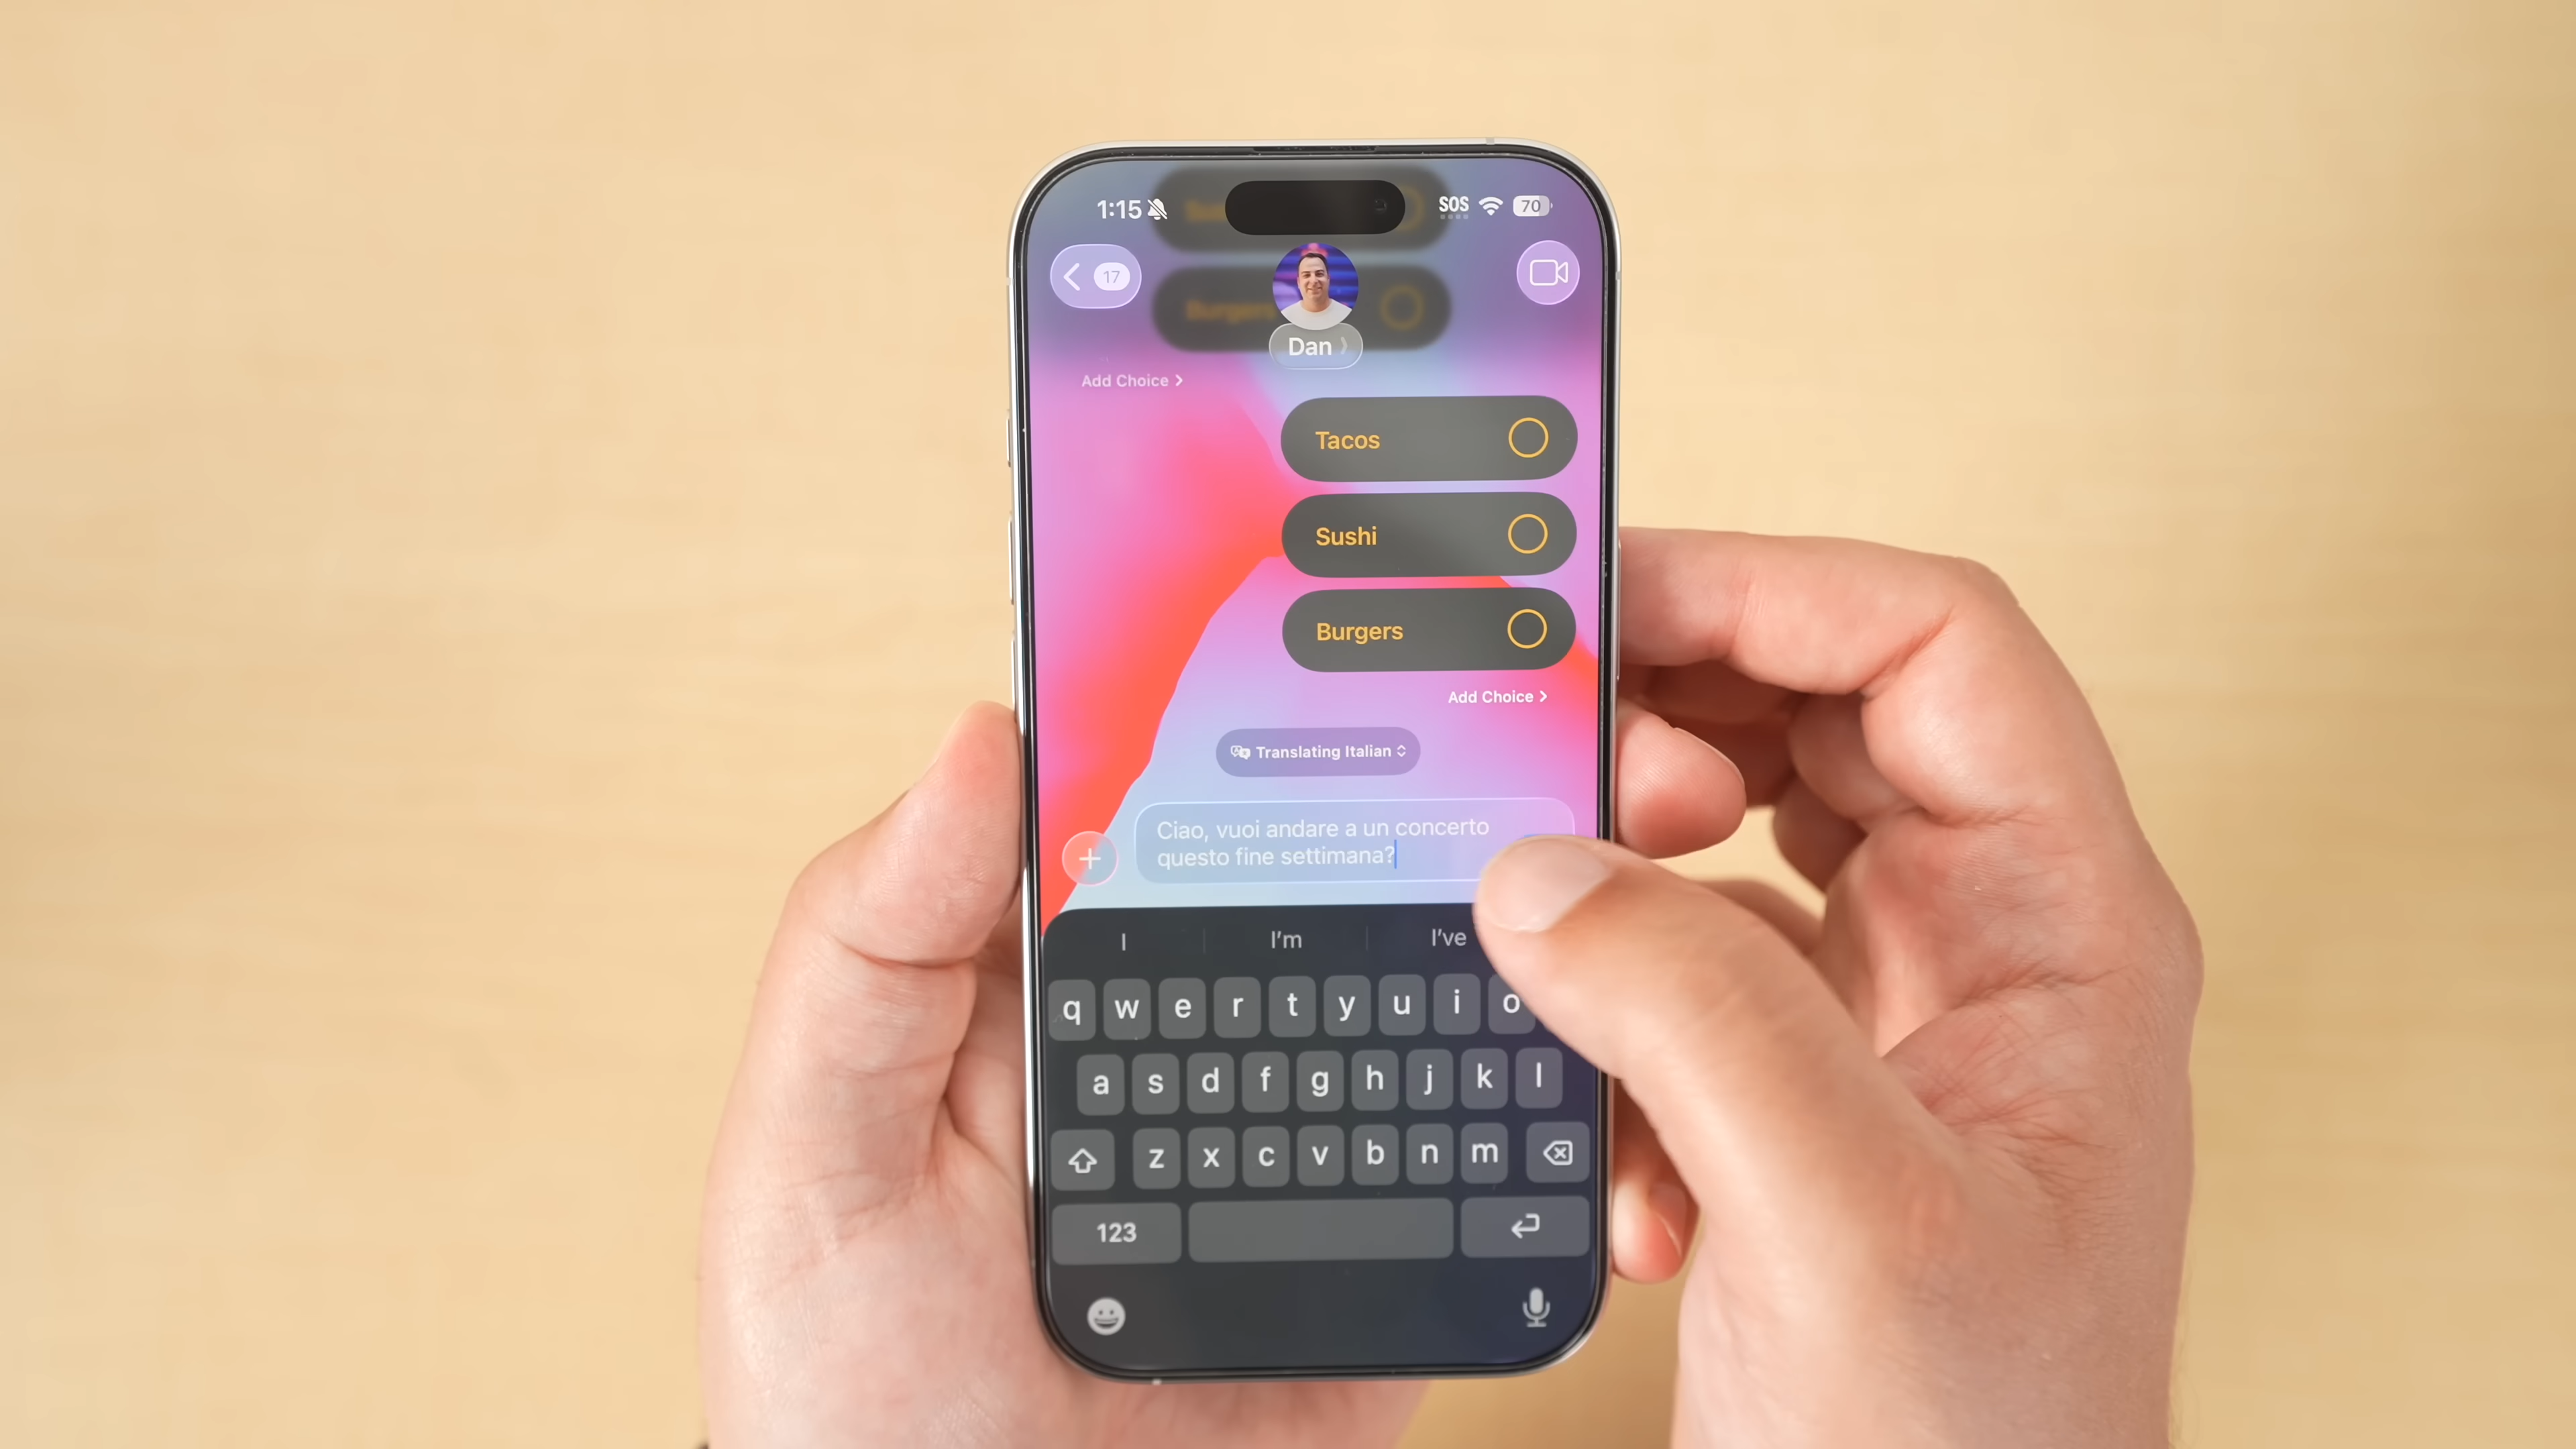 1:15 SOS 70
17
Burgers
Dan
Add Choice
Tacos
Sushi
Burgers
Add Choice
Translating Italian
Ciao, vuoi andare a un concerto
questo fine settimana?
I I'm I've
q w e r t y u i o
a s d f g h j k l
z x c v b n m
123